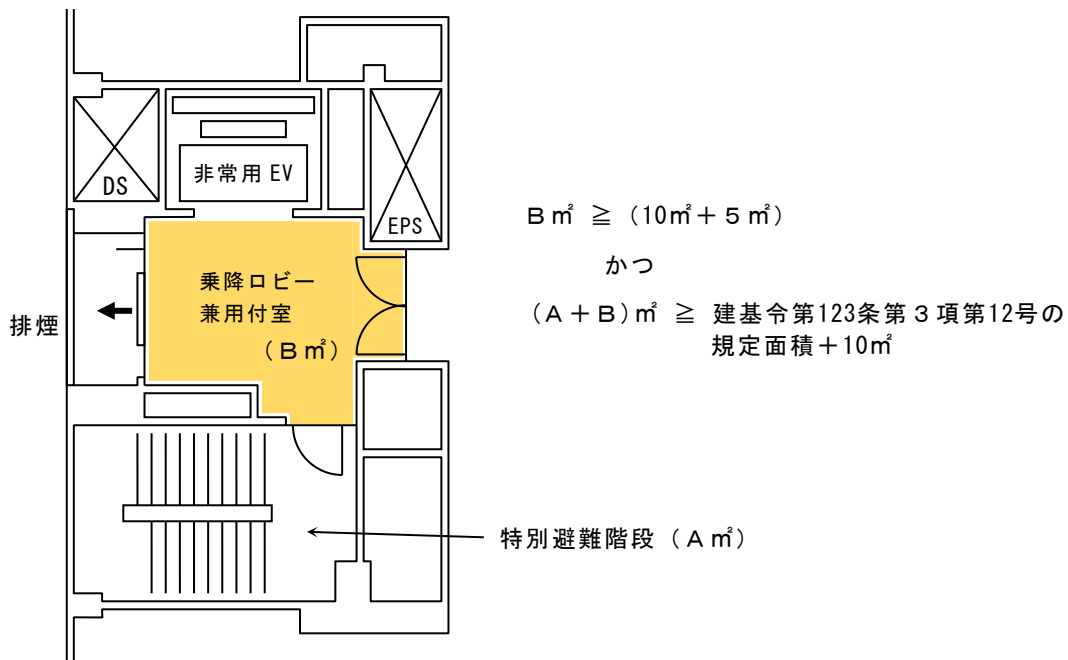 非常用 EV
DS
EPS
乗降ロビー
兼用付室
(Ｂ㎡)
排煙
Ｂ㎡ ≧ (10㎡＋５㎡)
かつ
(Ａ＋Ｂ)㎡ ≧ 建基令第123条第３項第12号の
規定面積＋10㎡
特別避難階段（Ａ㎡）